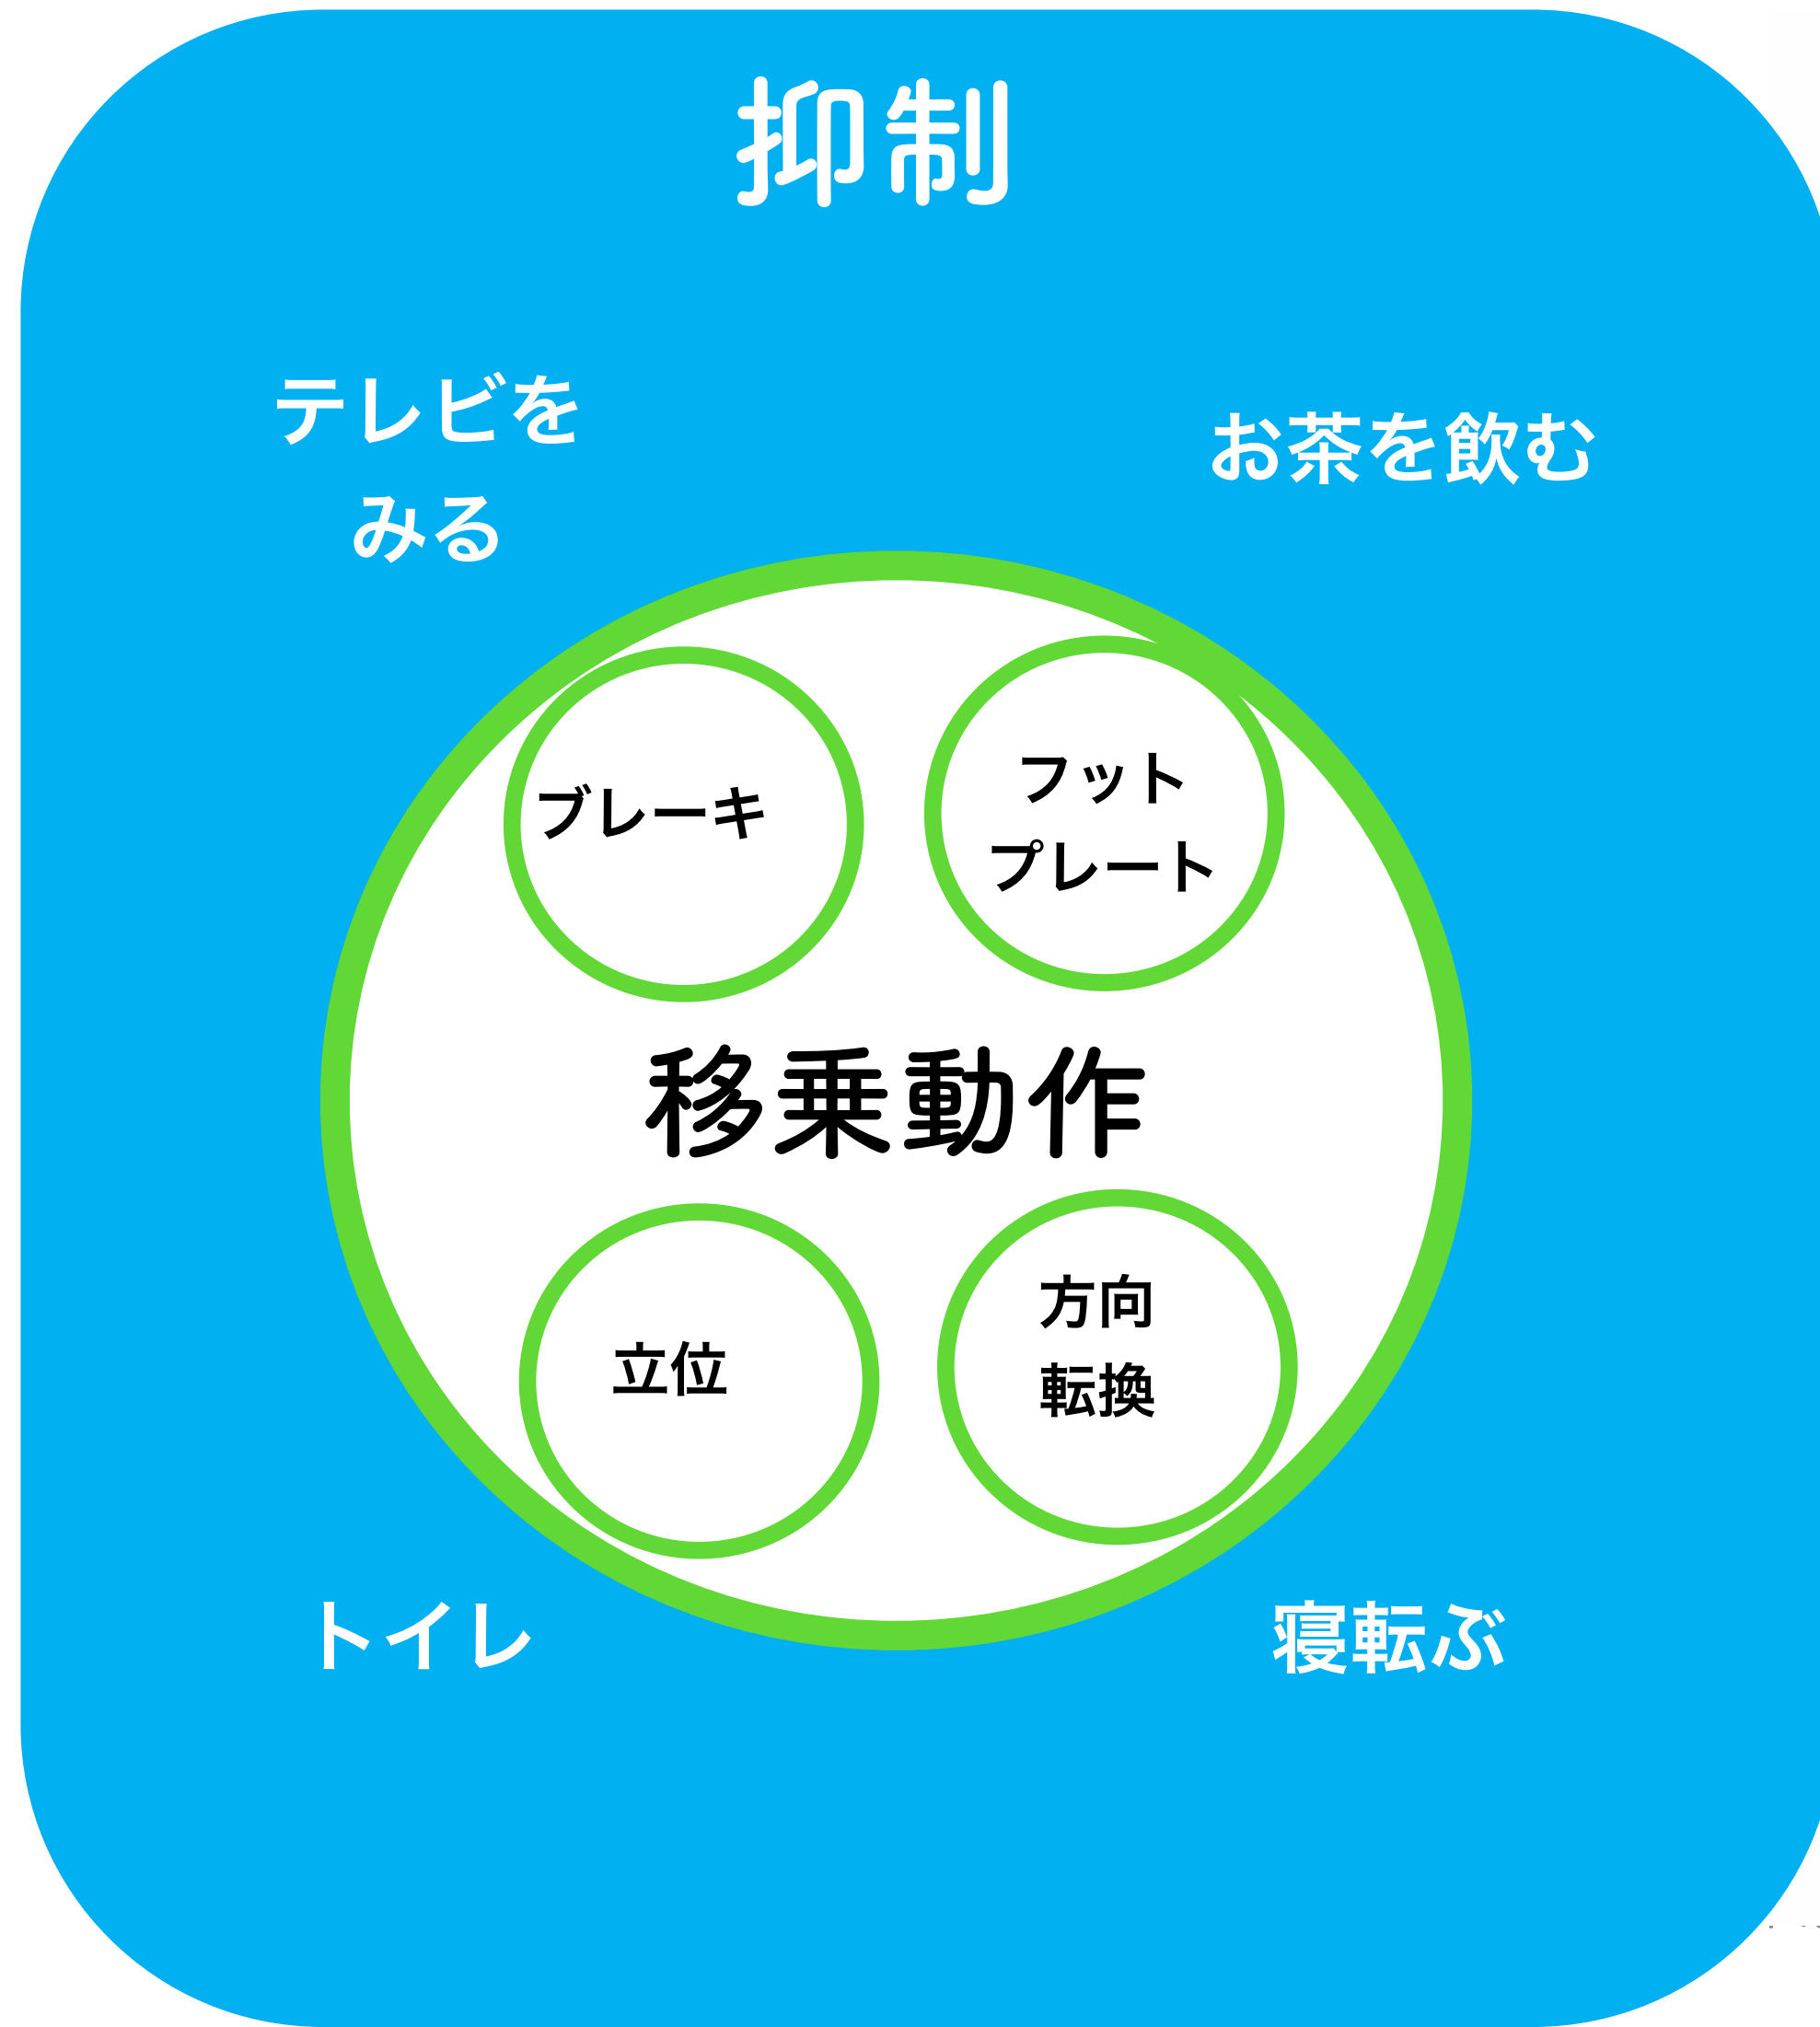 抑制
テレビを
みる
お茶を飲む
ブレーキ
フット
プレート
移乗動作
立位
方向
転換
トイレ
寝転ぶ